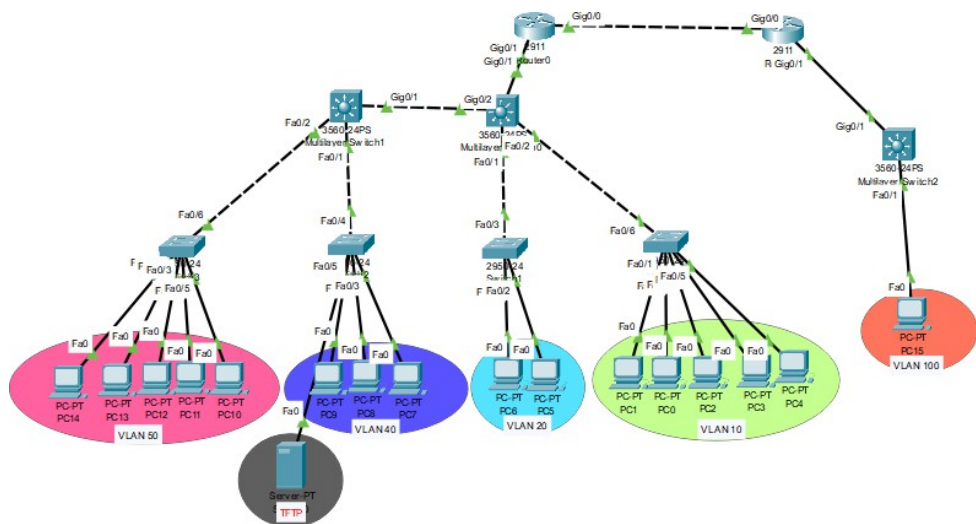 Gig0/0
Gig0/0
2911
Router0
Gig0/1
Gig0/1
2911
R Gig0/1
Gig0/1
Gig0/2
Fa0/2
3560-24PS
Multilayer Switch1
Fa0/1
3560-24PS
Multilayer
Fa0/2
Fa0/1
Gig0/1
3560-24PS
Multilayer Switch2
Fa0/1
Fa0/6
Fa0/4
Fa0/3
Fa0/6
Fa0/3
Fa0/5
Fa0/5
Fa0/3
Switch1
Fa0/2
Fa0/1
Fa0/5
Fa0
Fa0
Fa0
Fa0
Fa0
Fa0
Fa0
Fa0
Fa0
Fa0
Fa0
Fa0
Fa0
Fa0
PC-PT
PC14
PC-PT
PC13
PC-PT
PC12
PC-PT
PC11
PC-PT
PC10
VLAN 50
PC-PT
PC9
PC-PT
PC8
PC-PT
PC7
VLAN 40
PC-PT
PC6
PC-PT
PC5
VLAN 20
PC-PT
PC1
PC-PT
PC0
PC-PT
PC2
PC-PT
PC3
PC-PT
PC4
VLAN 10
PC-PT
PC15
VLAN 100
Fa0
Server-PT
TFTP